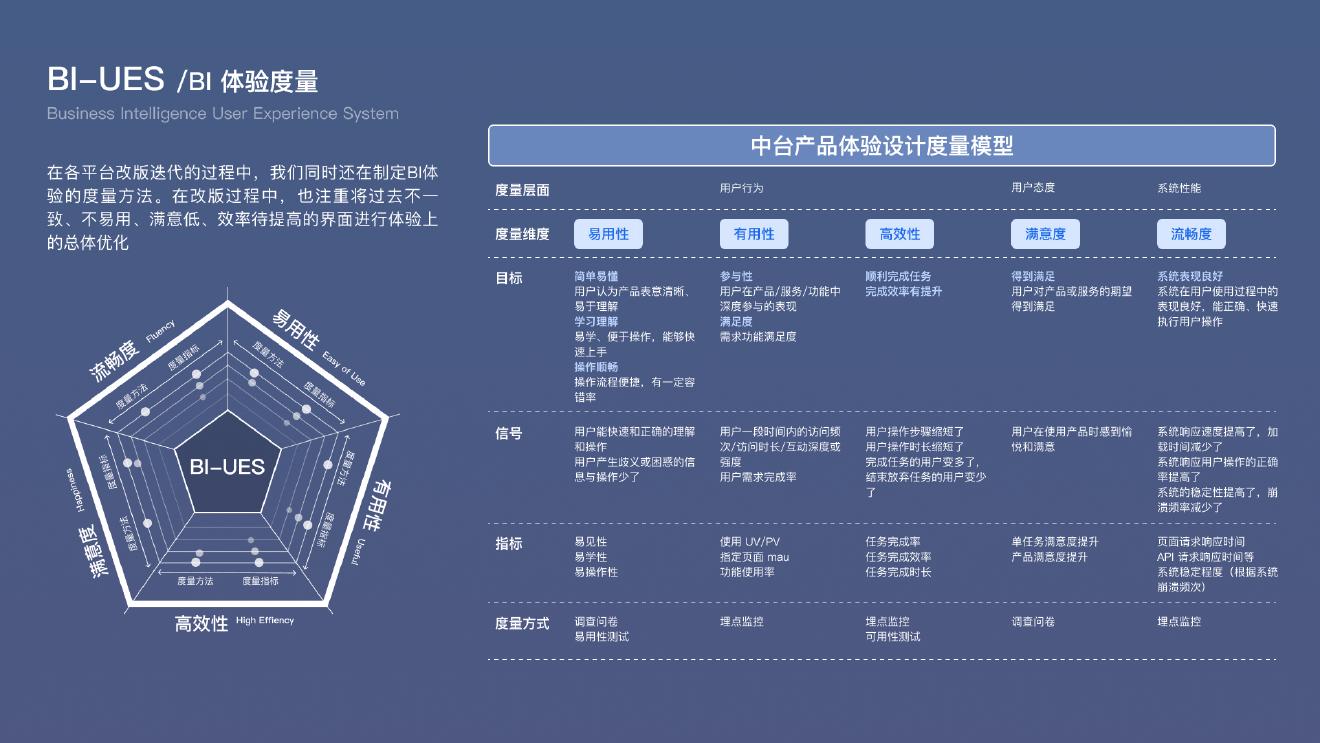 BI-UES /BI 体验度量
Business Intelligence User Experience System
在各平台改版迭代的过程中，我们同时还在制定BI体
验的度量方法。在改版过程中，也注重将过去不一
致、不易用、满意低、效率待提高的界面进行体验上
的总体优化
流畅度 Fluency
易用性 Easy of Use
有用性 Useful
高效性 High Effiency
满意度 Happiness
度量方法 度量指标
度量方法 度量指标
度量方法 度量指标
度量方法 度量指标
度量方法 度量指标
BI-UES
中台产品体验设计度量模型
度量层面 用户行为 用户态度 系统性能
度量维度 易用性 有用性 高效性 满意度 流畅度
目标
简单易懂
用户认为产品表意清晰、
易于理解
学习理解
易学、便于操作，能够快
速上手
操作顺畅
操作流程便捷，有一定容
错率
参与性
用户在产品/服务/功能中
深度参与的表现
满足度
需求功能满足度
顺利完成任务
完成效率有提升
得到满足
用户对产品或服务的期望
得到满足
系统表现良好
系统在用户使用过程中的
表现良好，能正确、快速
执行用户操作
信号
用户能快速和正确的理解
和操作
用户产生歧义或困惑的信
息与操作少了
用户一段时间内的访问频
次/访问时长/互动深度或
强度
用户需求完成率
用户操作步骤缩短了
用户操作时长缩短了
完成任务的用户变多了，
结束放弃任务的用户变少
了
用户在使用产品时感到愉
悦和满意
系统响应速度提高了，加
载时间减少了
系统响应用户操作的正确
率提高了
系统的稳定性提高了，崩
溃频率减少了
指标
易见性
易学性
易操作性
使用 UV/PV
指定页面 mau
功能使用率
任务完成率
任务完成效率
任务完成时长
单任务满意度提升
产品满意度提升
页面请求响应时间
API 请求响应时间等
系统稳定程度（根据系统
崩溃频次）
度量方式
调查问卷
易用性测试
埋点监控
埋点监控
可用性测试
调查问卷
埋点监控